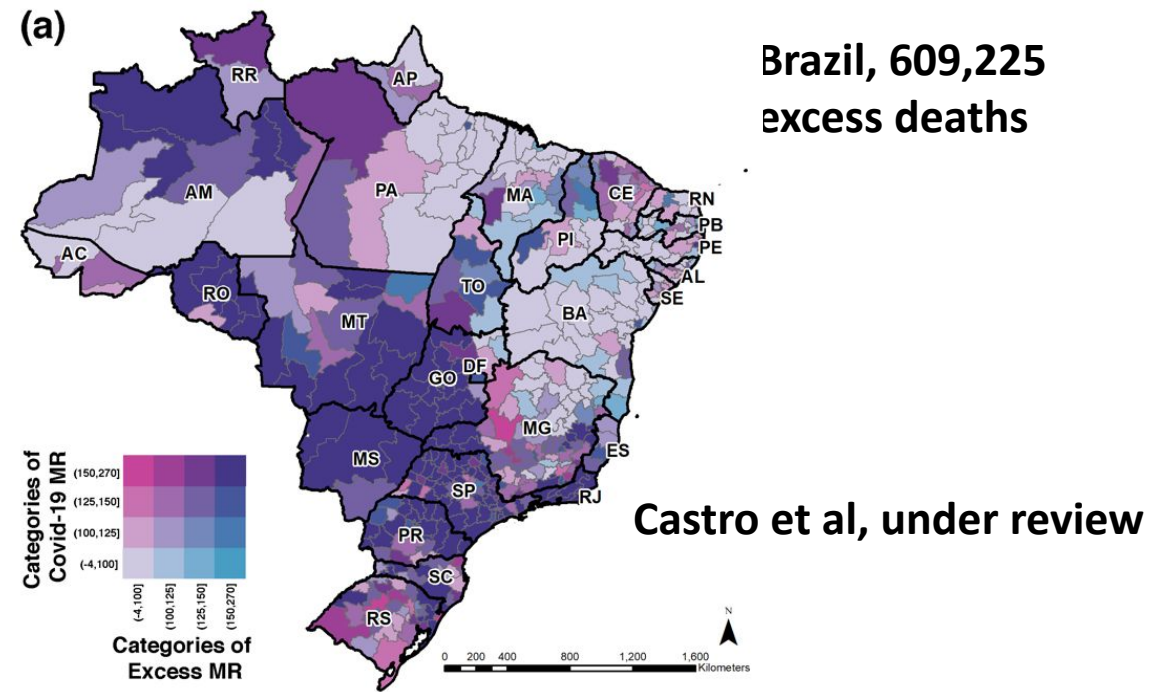 (a)
Brazil, 609,225
excess deaths
RR
AP
AM
PA
MA
CE
RN
PB
PE
PI
AL
SE
AC
RO
TO
BA
MT
DF
GO
MG
ES
MS
SP
RJ
PR
SC
RS
Castro et al, under review
Categories of
Covid-19 MR
(150,270]
(125,150]
(100,125]
(-4,100]
(-4,100]
(100,125]
(125,150]
(150,270]
Categories of
Excess MR
N
0 200 400 800 1,200 1,600
Kilometers